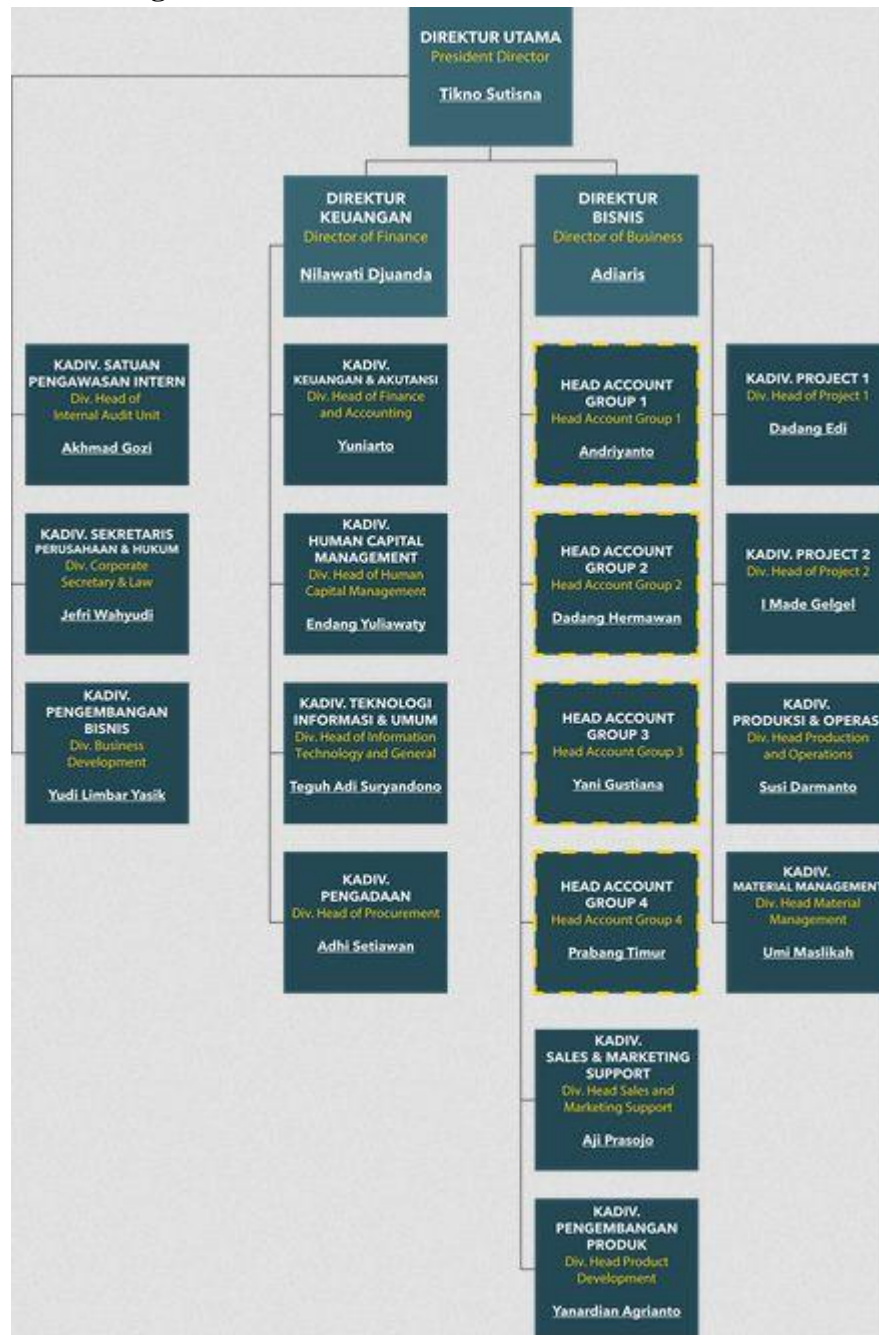 DIREKTUR UTAMA
President Director
Tikno Sutisna
DIREKTUR
KEUANGAN
Director of Finance
Nilawati Djuanda
DIREKTUR
BISNIS
Director of Business
Adiaris
KADIV. SATUAN
PENGAWASAN INTERN
Div. Head of
Internal Audit Unit
Akhmad Gozi
KADIV. SEKRETARIS
PERUSAHAAN & HUKUM
Div. Corporate
Secretary & Law
Jefri Wahyudi
KADIV.
PENGEMBANGAN
BISNIS
Div. Business
Development
Yudi Limbar Yasik
KADIV.
KEUANGAN & AKUTANSI
Div. Head of Finance
and Accounting
Yuniarto
KADIV.
HUMAN CAPITAL
MANAGEMENT
Div. Head of Human
Capital Management
Endang Yuliawaty
KADIV. TEKNOLOGI
INFORMASI & UMUM
Div. Head of Information
Technology and General
Teguh Adi Suryandono
KADIV.
PENGADAAN
Div. Head of Procurement
Adhi Setiawan
HEAD ACCOUNT
GROUP 1
Head Account Group 1
Andriyanto
HEAD ACCOUNT
GROUP 2
Head Account Group 2
Dadang Hermawan
HEAD ACCOUNT
GROUP 3
Head Account Group 3
Yani Gustiana
HEAD ACCOUNT
GROUP 4
Head Account Group 4
Prabang Timur
KADIV.
SALES & MARKETING
SUPPORT
Div. Head Sales and
Marketing Support
Aji Prasojo
KADIV.
PENGEMBANGAN
PRODUK
Div. Head Product
Development
Yanardian Agrianto
KADIV. PROJECT 1
Div. Head of Project 1
Dadang Edi
KADIV. PROJECT 2
Div. Head of Project 2
I Made Gelgel
KADIV.
PRODUKSI & OPERAS
Div. Head Production
and Operations
Susi Darmanto
KADIV.
MATERIAL MANAGEMENT
Div. Head Material
Management
Umi Maslikah